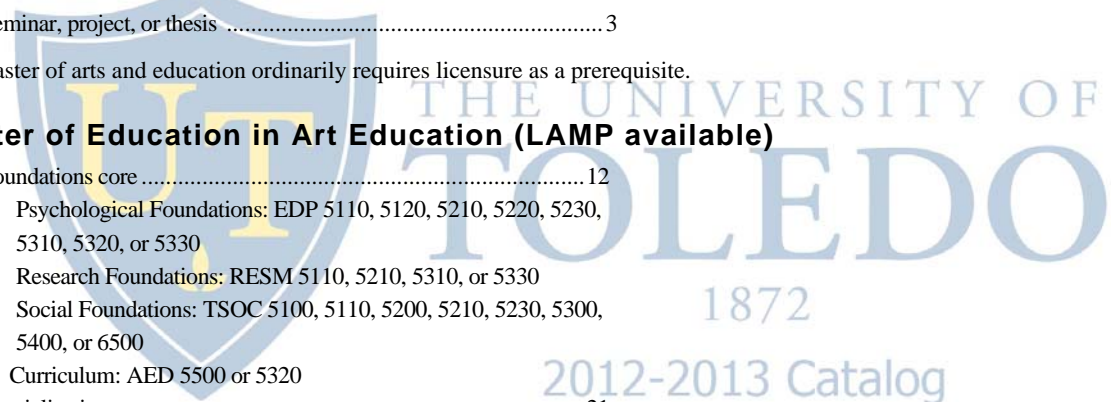 eminar, project, or thesis ............................................................. 3
aster of arts and education ordinarily requires licensure as a prerequisite.
THE UNIVERSITY OF
ter of Education in Art Education (LAMP available)
TOLEDO
UT
oundations core ........................................................................ 12
Psychological Foundations: EDP 5110, 5120, 5210, 5220, 5230,
5310, 5320, or 5330
Research Foundations: RESM 5110, 5210, 5310, or 5330
Social Foundations: TSOC 5100, 5110, 5200, 5210, 5230, 5300,
5400, or 6500
1872
Curriculum: AED 5500 or 5320
2012-2013 Catalog